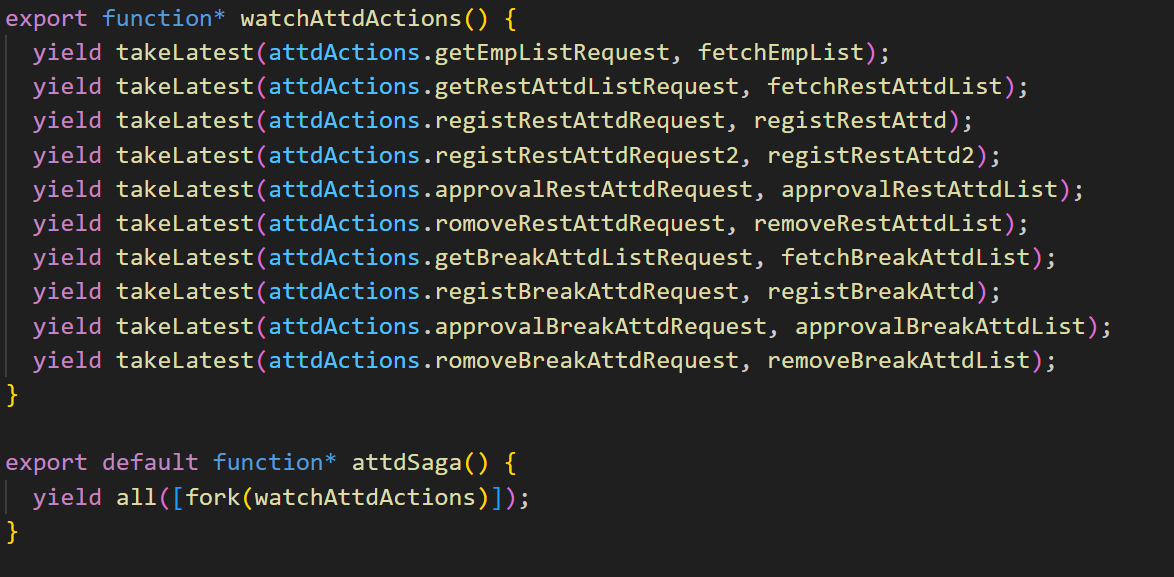 export function* watchAttdActions() {
  yield takeLatest(attdActions.getEmpListRequest, fetchEmpList);
  yield takeLatest(attdActions.getRestAttdListRequest, fetchRestAttdList);
  yield takeLatest(attdActions.registRestAttdRequest, registRestAttd);
  yield takeLatest(attdActions.registRestAttdRequest2, registRestAttd2);
  yield takeLatest(attdActions.approvalRestAttdRequest, approvalRestAttdList);
  yield takeLatest(attdActions.romoveRestAttdRequest, removeRestAttdList);
  yield takeLatest(attdActions.getBreakAttdListRequest, fetchBreakAttdList);
  yield takeLatest(attdActions.registBreakAttdRequest, registBreakAttd);
  yield takeLatest(attdActions.approvalBreakAttdRequest, approvalBreakAttdList);
  yield takeLatest(attdActions.romoveBreakAttdRequest, removeBreakAttdList);
}

export default function* attdSaga() {
  yield all([fork(watchAttdActions)]);
}